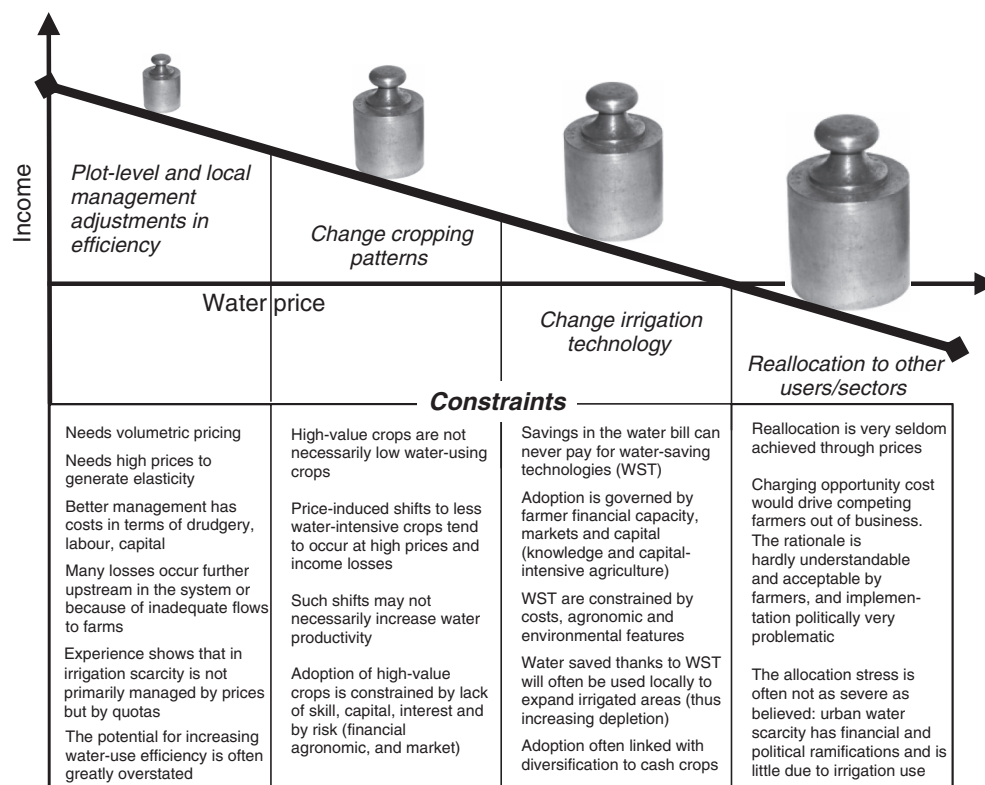 Income
Plot-level and local
management
adjustments in
efficiency
Change cropping
patterns
Water price
Change irrigation
technology
Reallocation to other
users/sectors
Constraints
Needs volumetric pricing
Needs high prices to
generate elasticity
Better management has
costs in terms of drudgery,
labour, capital
Many losses occur further
upstream in the system or
because of inadequate flows
to farms
Experience shows that in
irrigation scarcity is not
primarily managed by prices
but by quotas
The potential for increasing
water-use efficiency is often
greatly overstated
High-value crops are not
necessarily low water-using
crops
Price-induced shifts to less
water-intensive crops tend
to occur at high prices and
income losses
Such shifts may not
necessarily increase water
productivity
Adoption of high-value
crops is constrained by lack
of skill, capital, interest and
by risk (financial
agronomic, and market)
Savings in the water bill can
never pay for water-saving
technologies (WST)
Adoption is governed by
farmer financial capacity,
markets and capital
(knowledge and capital-
intensive agriculture)
WST are constrained by
costs, agronomic and
environmental features
Water saved thanks to WST
will often be used locally to
expand irrigated areas (thus
increasing depletion)
Adoption often linked with
diversification to cash crops
Reallocation is very seldom
achieved through prices
Charging opportunity cost
would drive competing
farmers out of business.
The rationale is
hardly understandable
and acceptable by
farmers, and implemen-
tation politically very
problematic
The allocation stress is
often not as severe as
believed: urban water
scarcity has financial and
political ramifications and is
little due to irrigation use